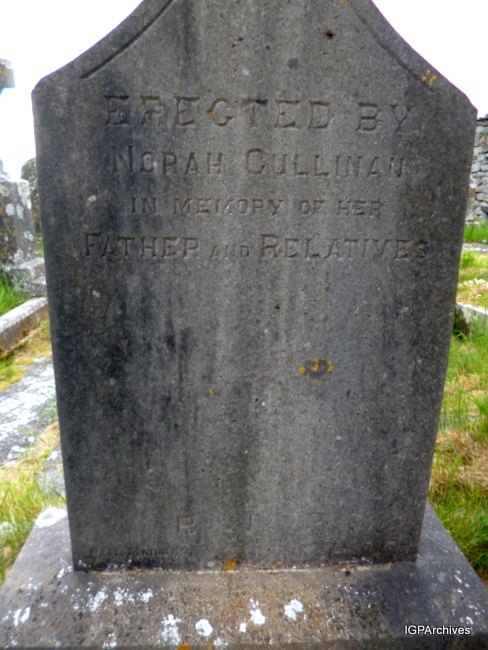 ERECTED BY
NORAH CULLINAN
IN MEMORY OF HER
FATHER AND RELATIVES
R I P
IGPArchives